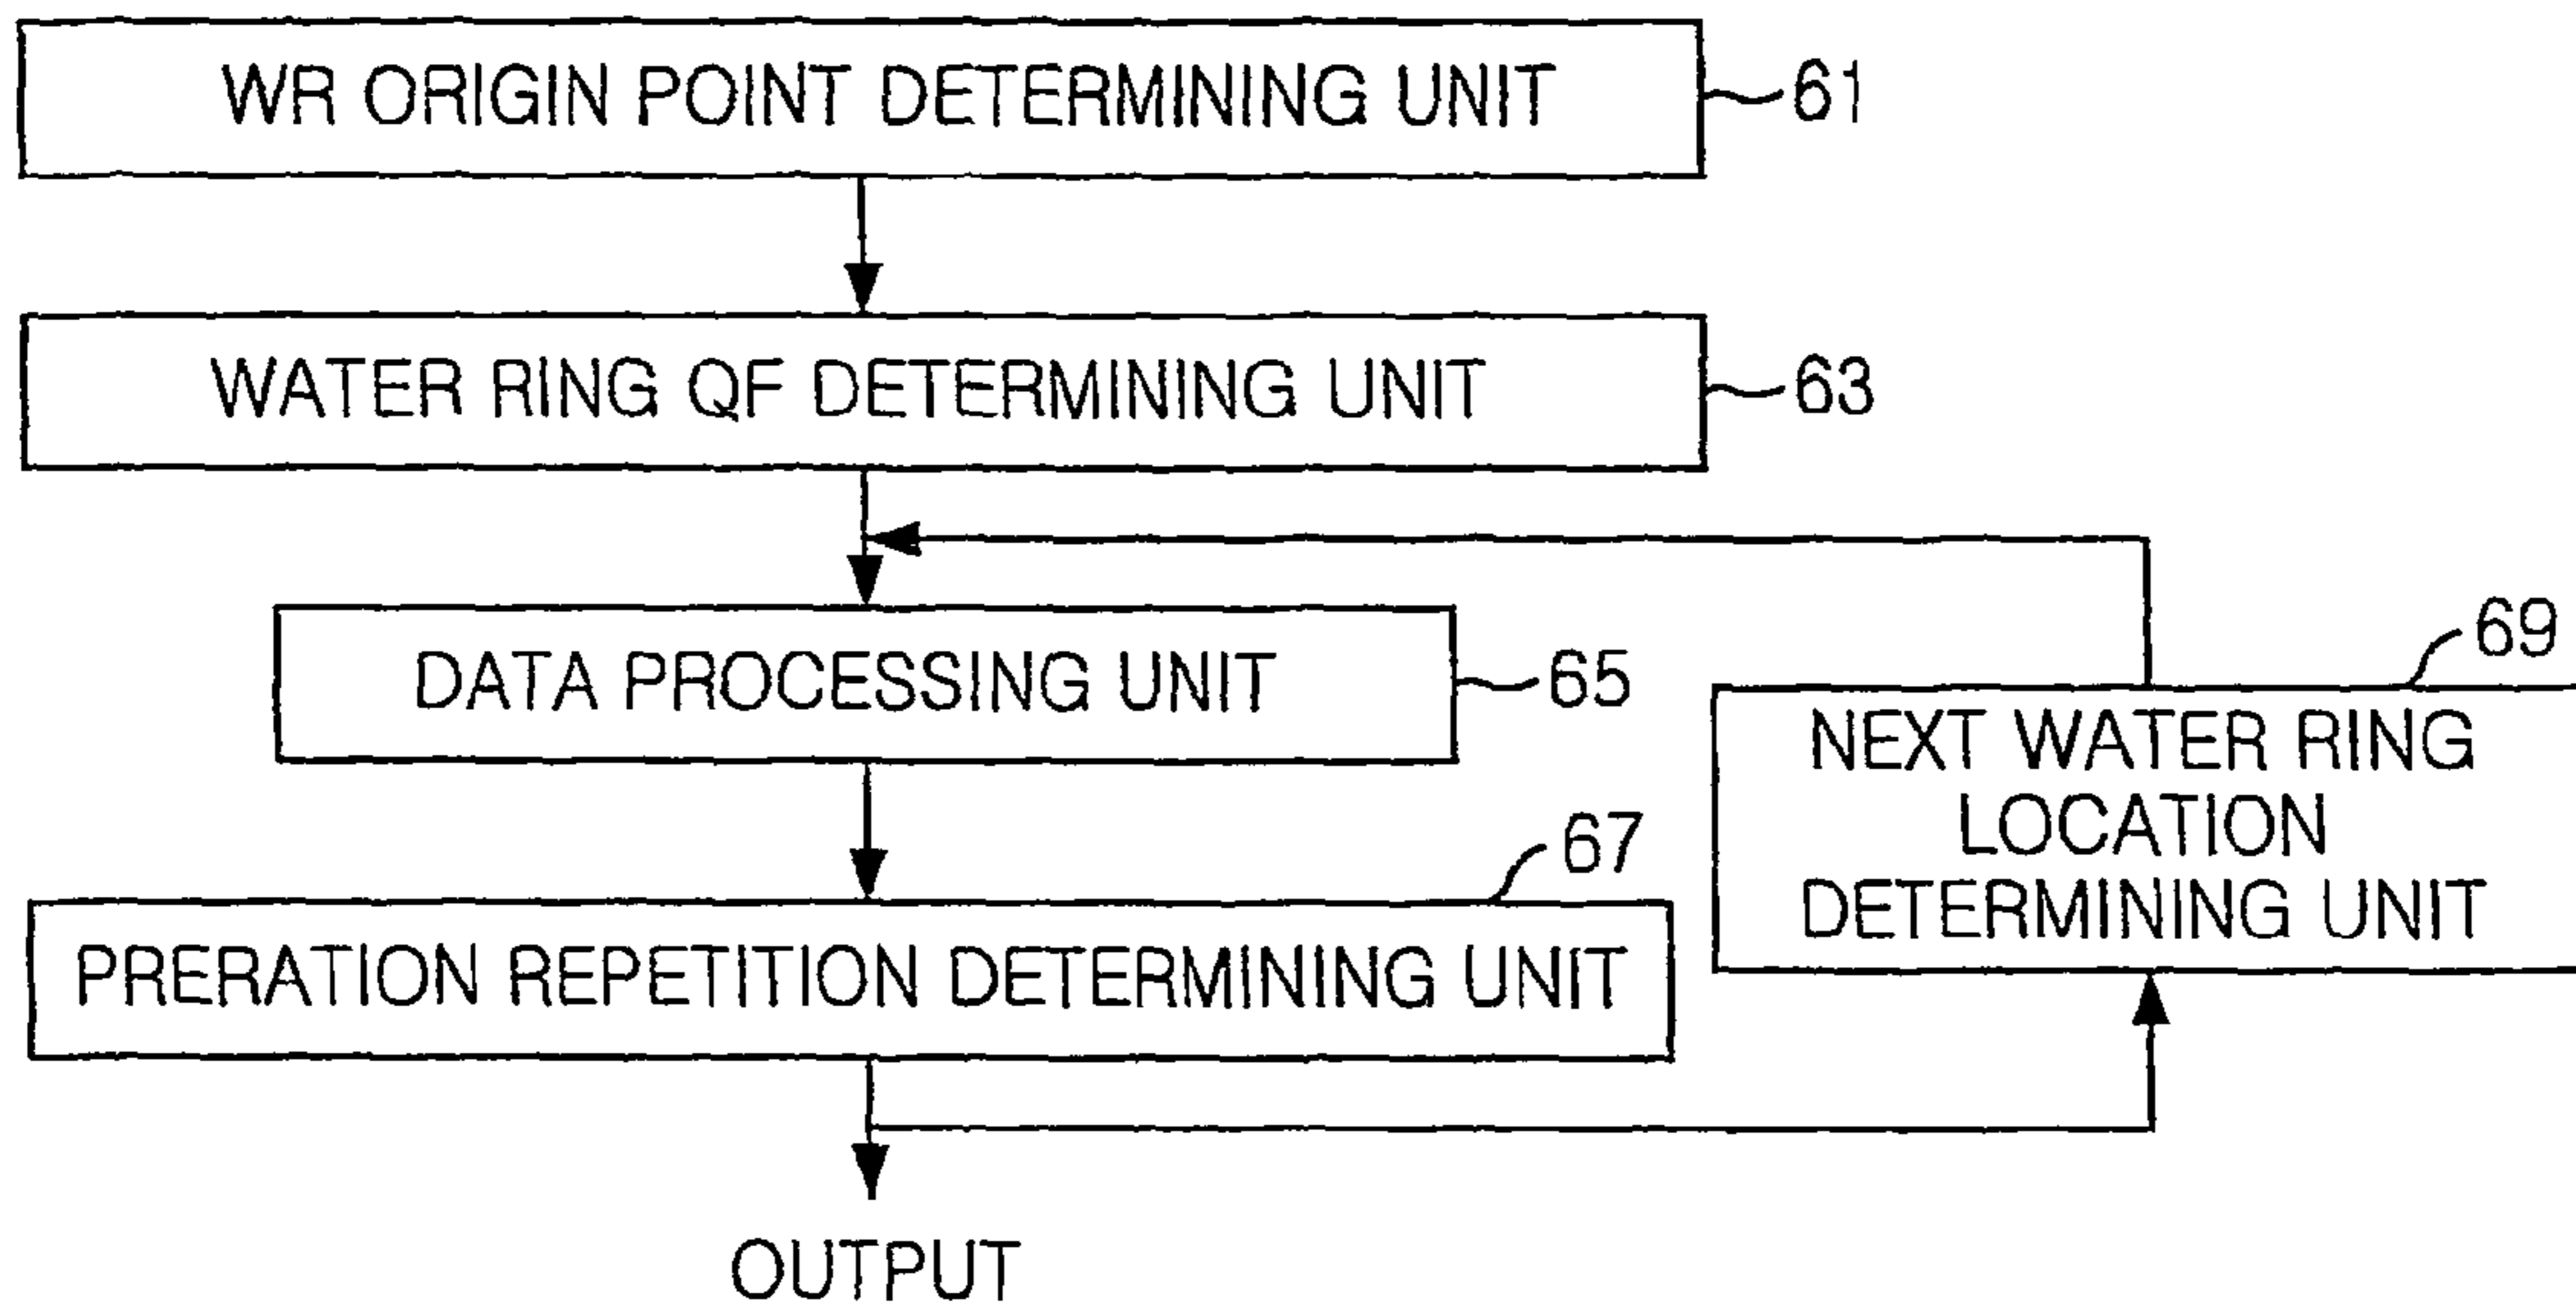 WR ORIGIN POINT DETERMINING UNIT
61
WATER RING QF DETERMINING UNIT
63
DATA PROCESSING UNIT
65
69
NEXT WATER RING
LOCATION
DETERMINING UNIT
67
PRERATION REPETITION DETERMINING UNIT
OUTPUT